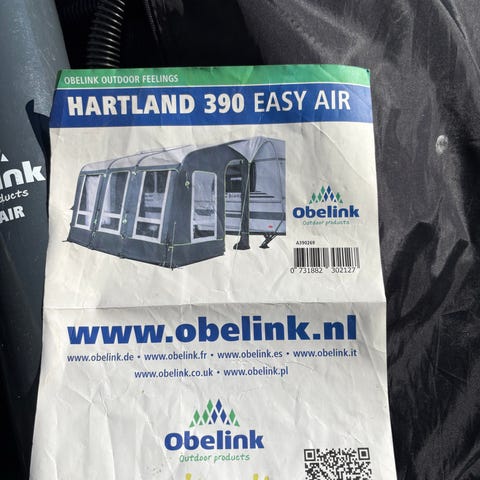 OBELINK OUTDOOR FEELINGS
HARTLAND 390 EASY AIR
Obelink
Outdoor products
A390269
0 731882 302127
www.obelink.nl
www.obelink.de • www.obelink.fr • www.obelink.es • www.obelink.it
www.obelink.co.uk • www.obelink.pl
Obelink
Outdoor products
ink
ducts
AIR